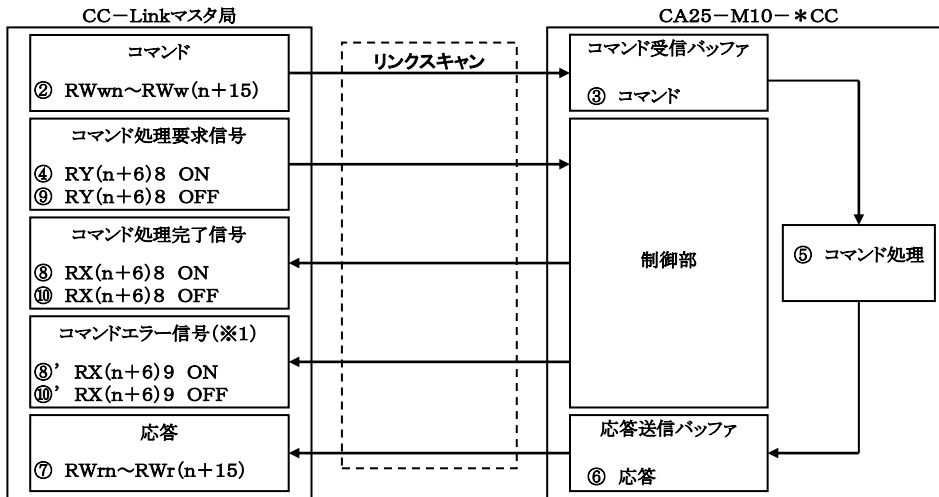 CC－Linkマスタ局
コマンド
② RWwn～RWw(n＋15)
コマンド処理要求信号
④ RY(n＋6)8 ON
⑨ RY(n＋6)8 OFF
コマンド処理完了信号
⑧ RX(n＋6)8 ON
⑩ RX(n＋6)8 OFF
コマンドエラー信号(※1)
⑧’ RX(n＋6)9 ON
⑩’ RX(n＋6)9 OFF
応答
⑦ RWrn～RWr(n＋15)
リンクスキャン
CA25－M10－＊CC
コマンド受信バッファ
③ コマンド
制御部
⑤ コマンド処理
応答送信バッファ
⑥ 応答